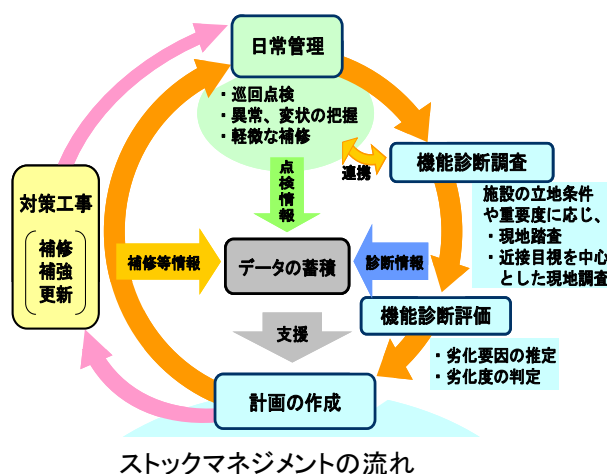 日常管理
・巡回点検
・異常、変状の把握
・軽微な補修
点検情報
連携
機能診断調査
施設の立地条件
や重要度に応じ、
・現地踏査
・近接目視を中心
とした現地調査
対策工事
補修
補強
更新
補修等情報
データの蓄積
診断情報
機能診断評価
・劣化要因の推定
・劣化度の判定
支援
計画の作成
ストックマネジメントの流れ